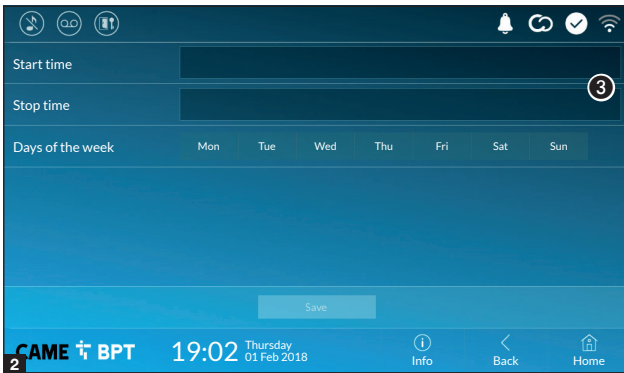 Start time
3
Stop time
Days of the week Mon Tue Wed Thu Fri Sat Sun
Save
CAME BPT 19:02 Thursday 01 Feb 2018 Info Back Home
2